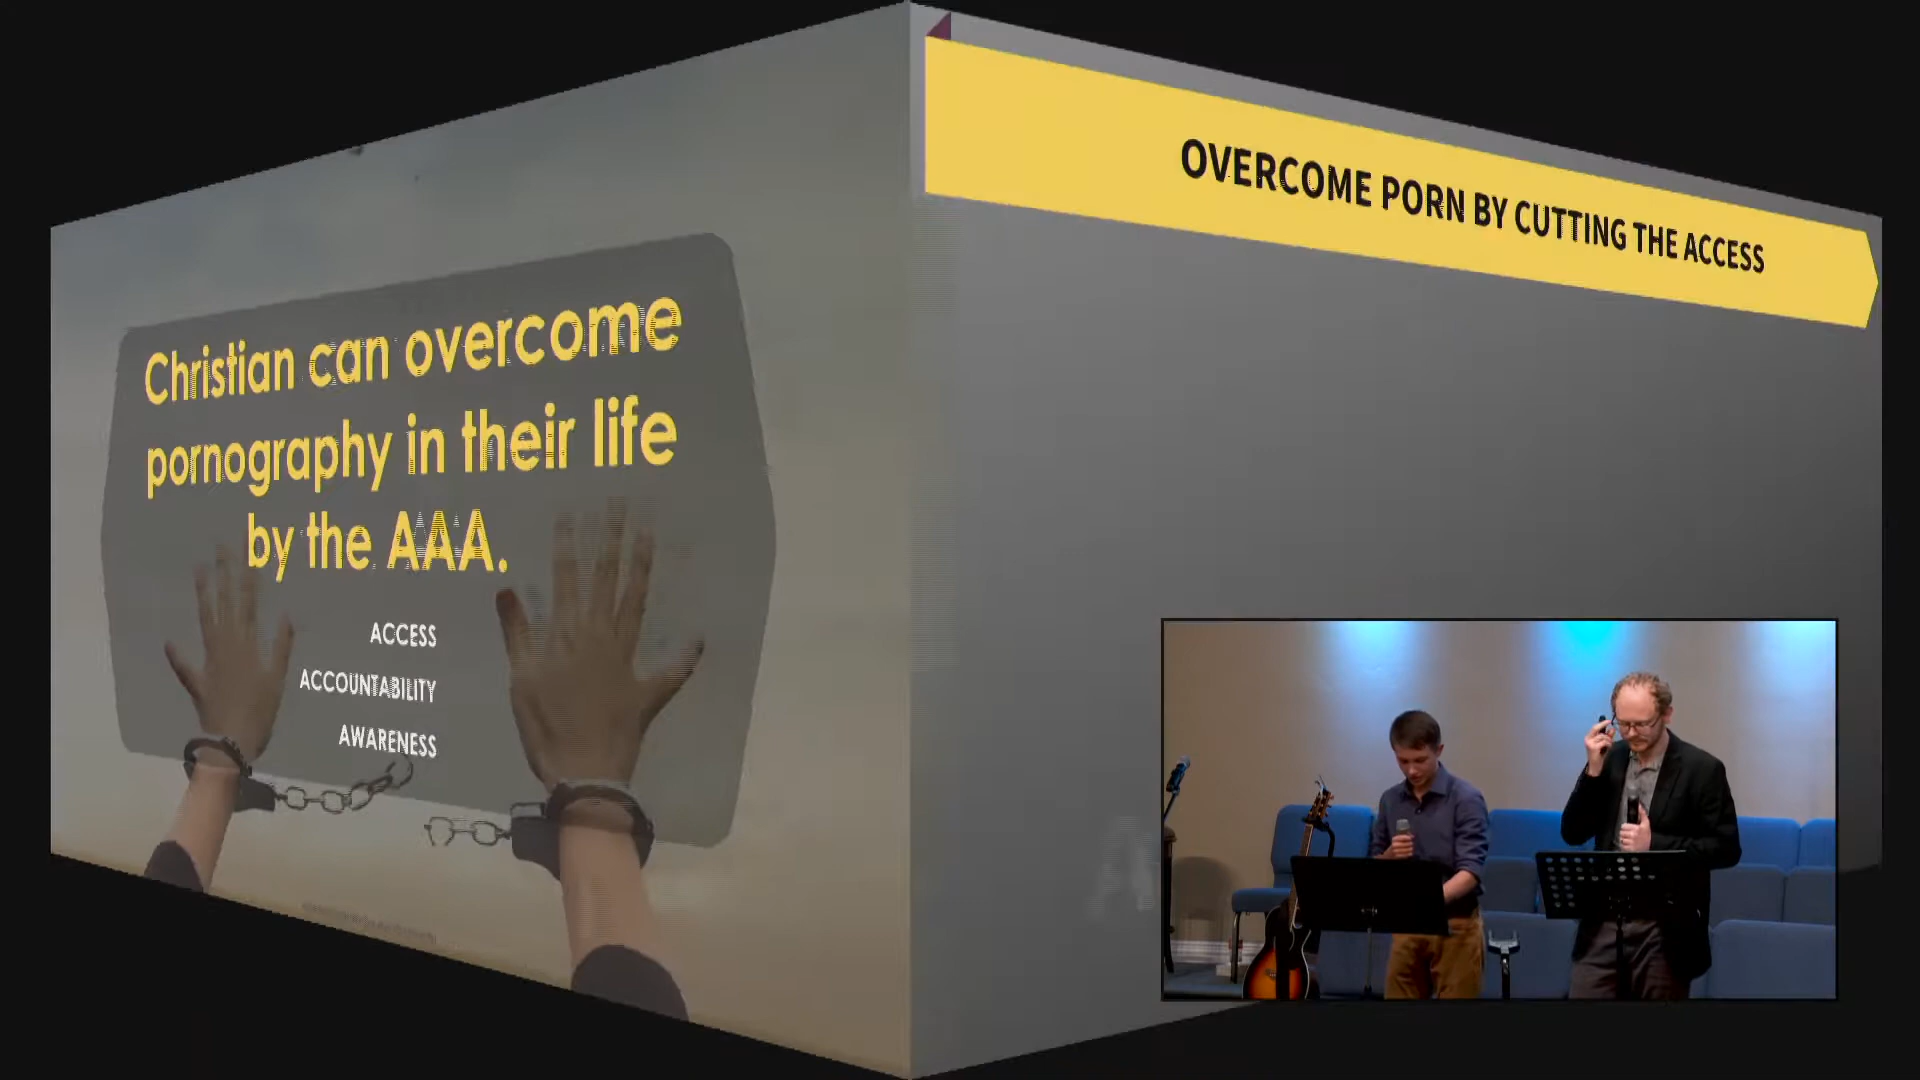 Christian can overcome
pornography in their life
by the AAA.
ACCESS
ACCOUNTABILITY
AWARENESS
OVERCOME PORN BY CUTTING THE ACCESS